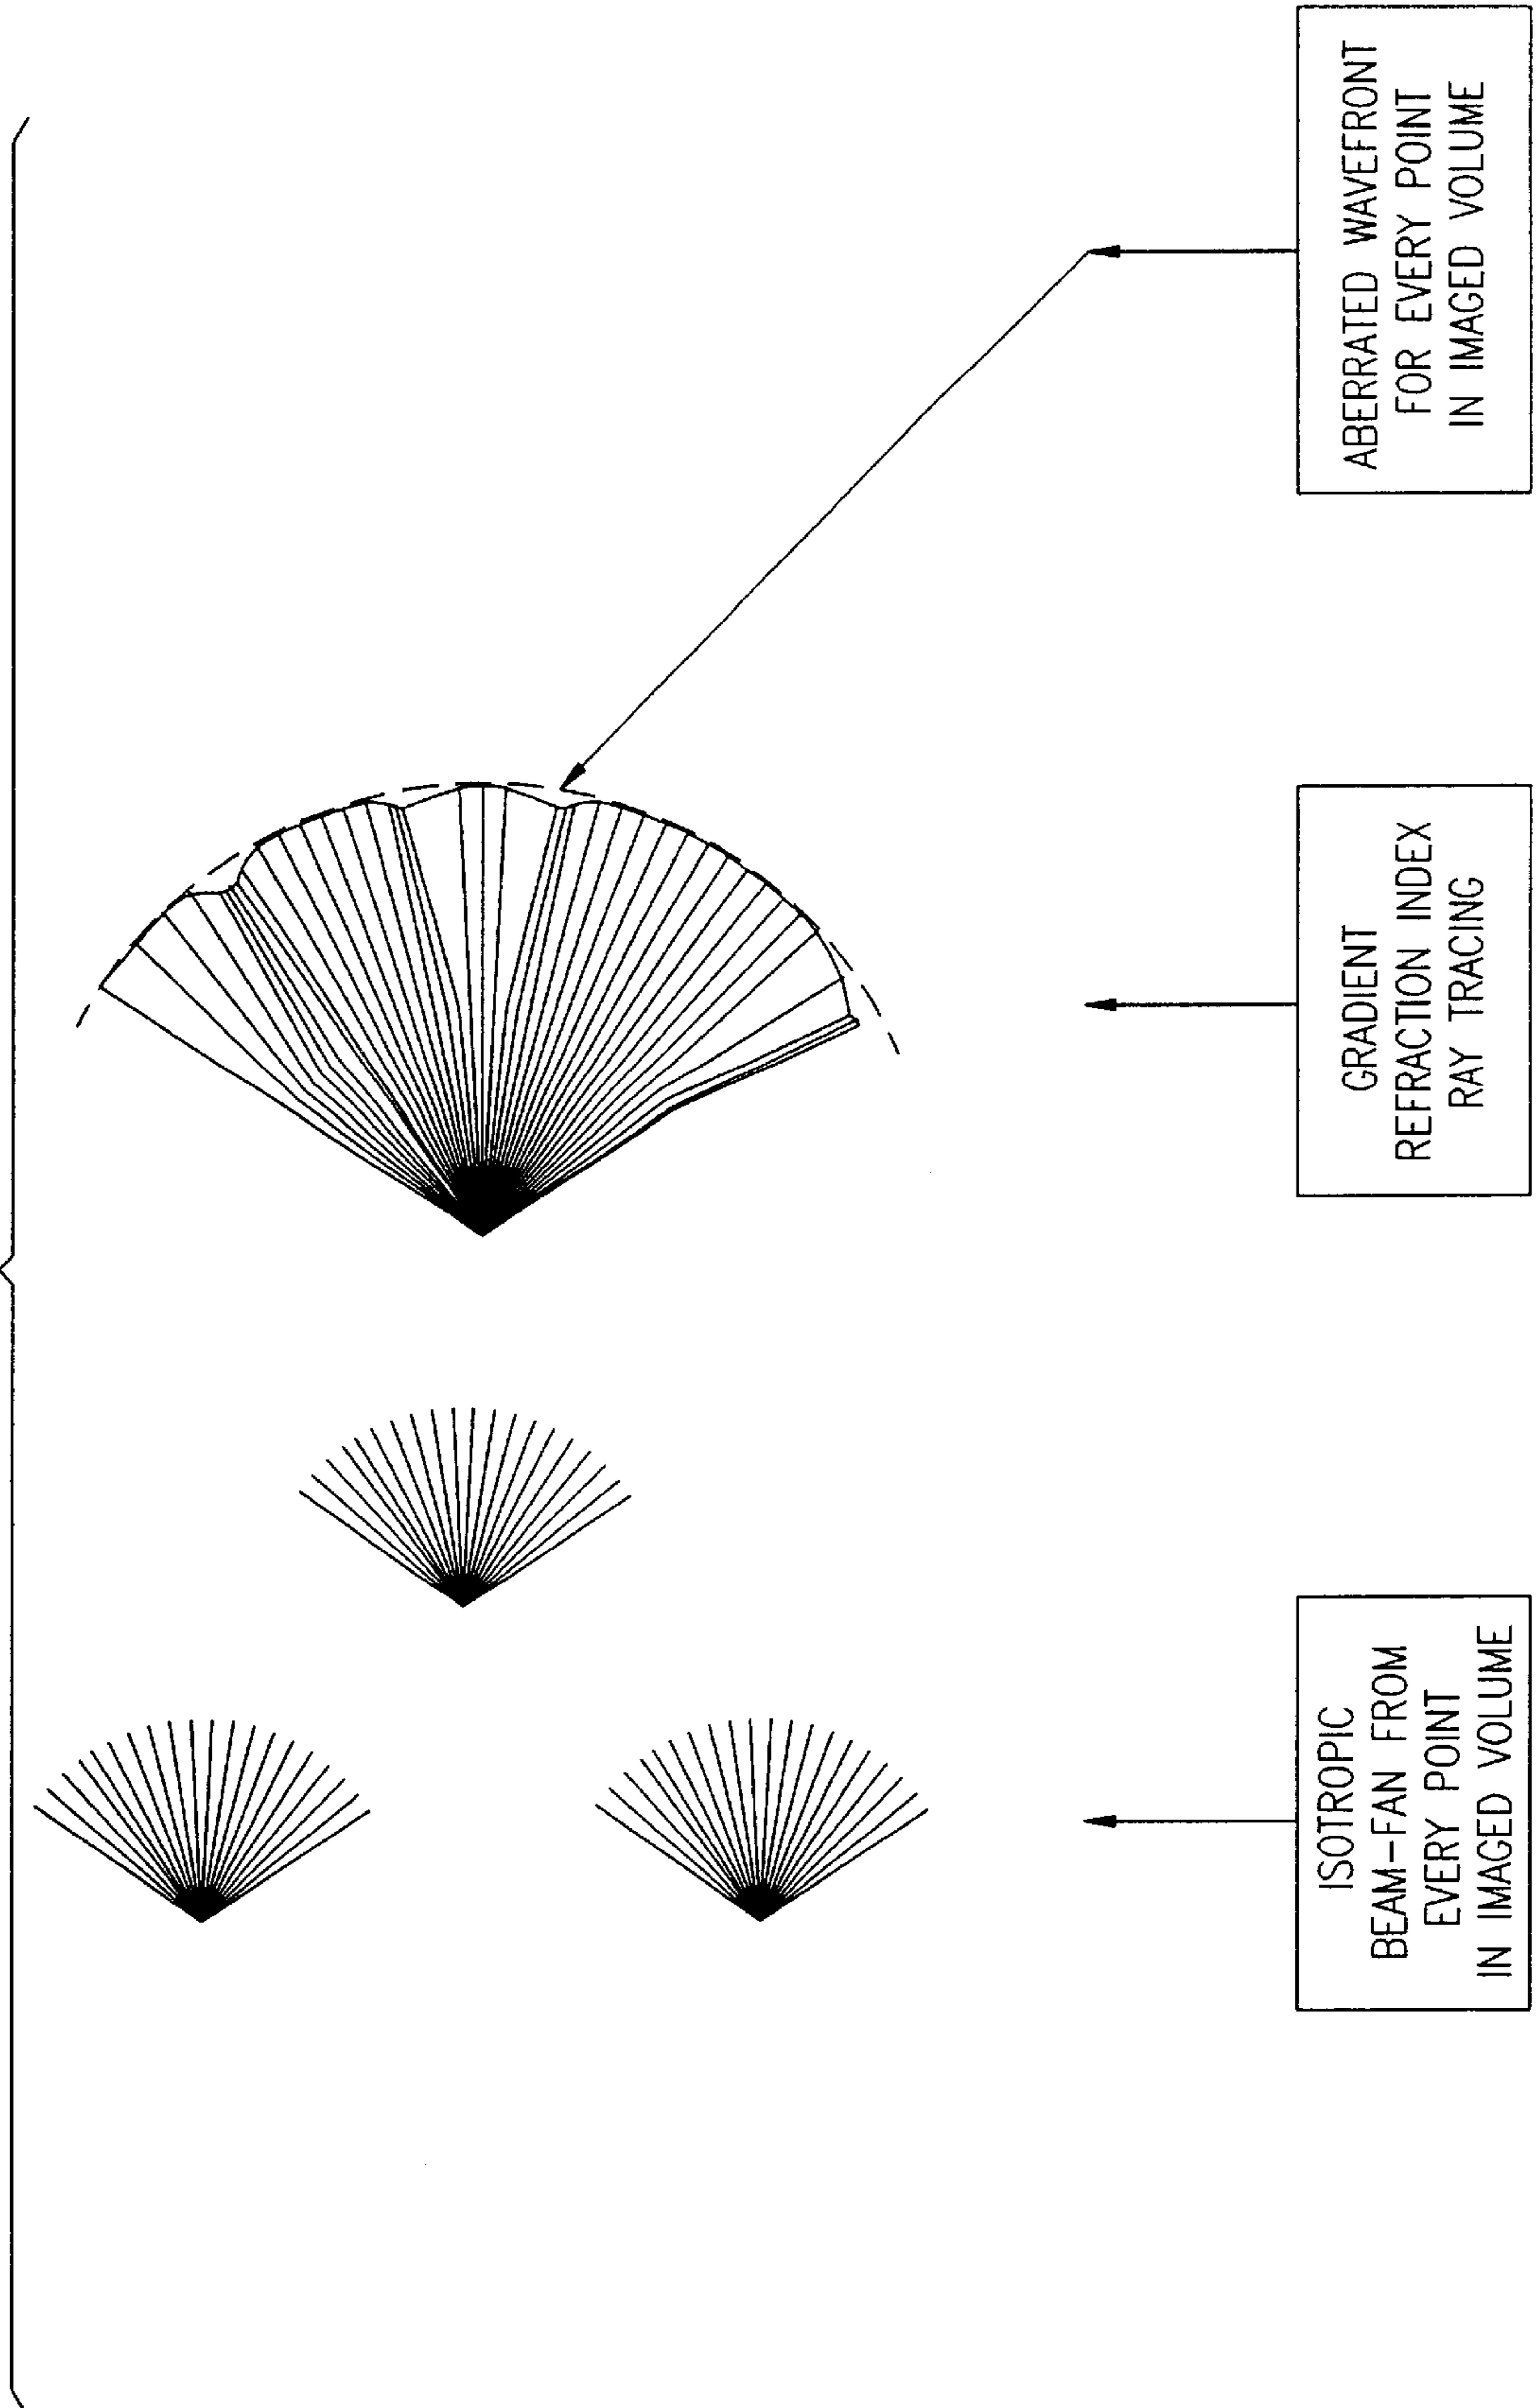 ISOTROPIC
BEAM-FAN FROM
EVERY POINT
IN IMAGED VOLUME
GRADIENT
REFRACTION INDEX
RAY TRACING
ABERRATED WAVEFRONT
FOR EVERY POINT
IN IMAGED VOLUME